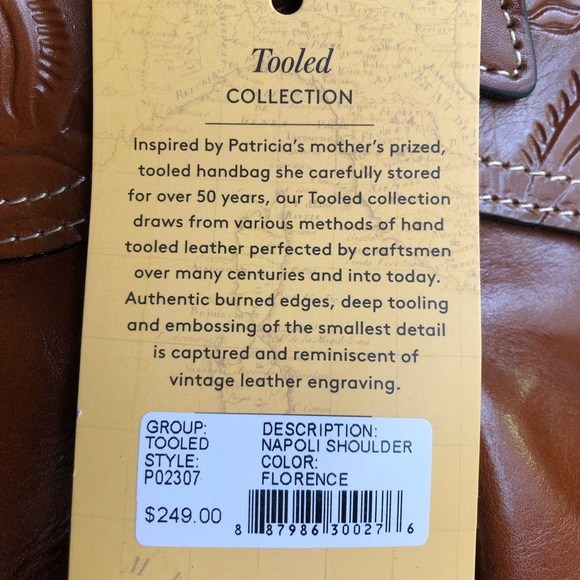 Tooled
COLLECTION
Inspired by Patricia's mother's prized,
tooled handbag she carefully stored
for over 50 years, our Tooled collection
draws from various methods of hand
tooled leather perfected by craftsmen
over many centuries and into today.
Authentic burned edges, deep tooling
and embossing of the smallest detail
is captured and reminiscent of
vintage leather engraving.
GROUP: DESCRIPTION:
TOOLED NAPOLI SHOULDER
STYLE: COLOR:
P02307 FLORENCE
$249.00
8 87986 30027 6